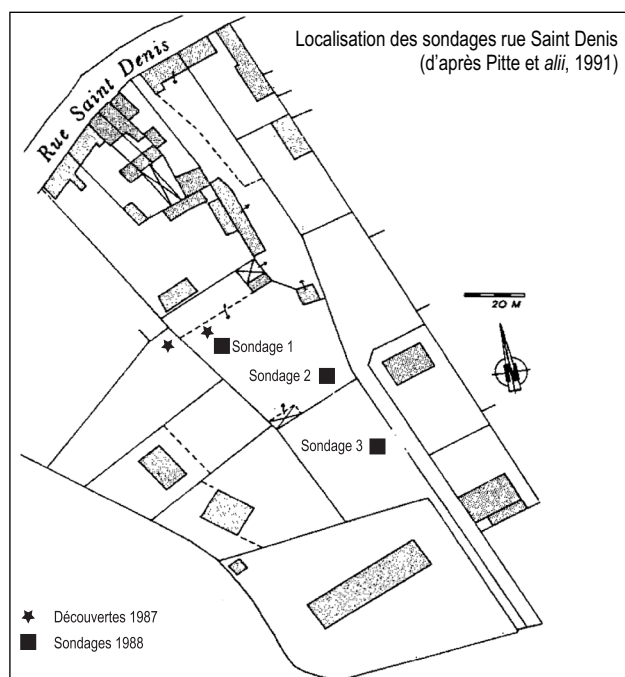 Localisation des sondages rue Saint Denis
(d'après Pitte et alii, 1991)
Rue Saint Denis
20 M
Sondage 1
Sondage 2
Sondage 3
Découvertes 1987
Sondages 1988